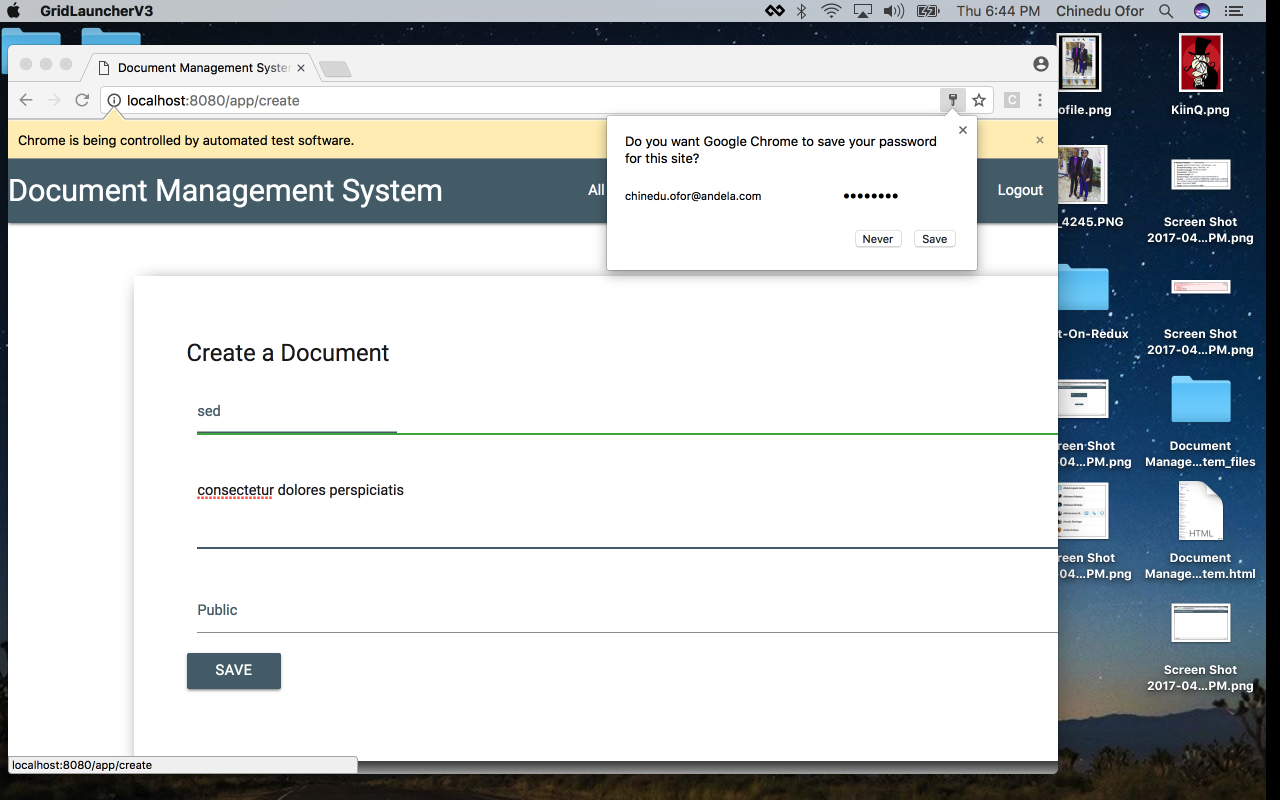 GridLauncherV3
Thu 6:44 PM Chinedu Ofor
Document Management Syster
localhost:8080/app/create
C
Chrome is being controlled by automated test software.
Do you want Google Chrome to save your password
for this site?
chinedu.ofor@andela.com ••••••••
Never Save
Document Management System
All
Logout
Create a Document
sed
consectetur dolores perspiciatis
Public
SAVE
localhost:8080/app/create
ofile.png
KiinQ.png
_4245.PNG
Screen Shot
2017-04...PM.png
t-On-Redux
Screen Shot
2017-04...PM.png
reen Shot
04...PM.png
Document
Manage...tem_files
reen Shot
04...PM.png
HTML
Document
Manage...tem.html
Screen Shot
2017-04...PM.png